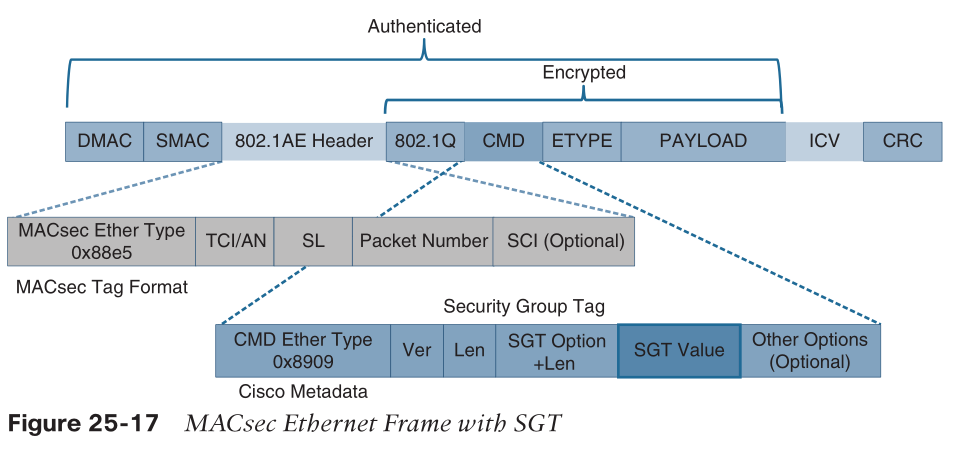 Authenticated
Encrypted
DMAC SMAC 802.1AE Header 802.1Q CMD ETYPE PAYLOAD ICV CRC
MACsec Ether Type
0x88e5
TCI/AN SL Packet Number SCI (Optional)
MACsec Tag Format
Security Group Tag
CMD Ether Type
0x8909
Ver Len
SGT Option
+Len
SGT Value
Other Options
(Optional)
Cisco Metadata
Figure 25-17 MACsec Ethernet Frame with SGT